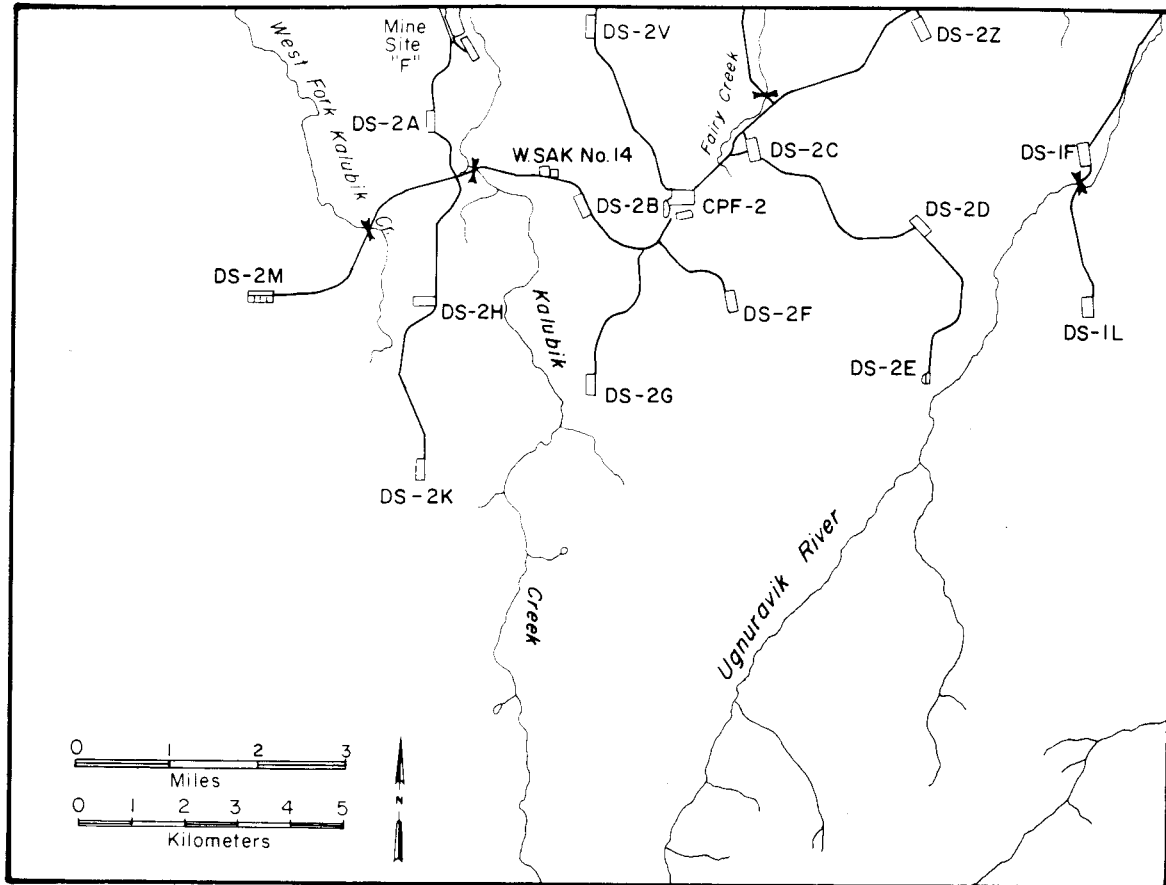 Mine
Site
"F"
West Fork Kalubik Cr.
DS-2V
DS-2Z
DS-2A
Fairy Creek
W. SAK No. 14
DS-2C
DS-1F
DS-2B
CPF-2
DS-2D
DS-2M
DS-2H
Kalubik
DS-2F
DS-1L
DS-2G
DS-2E
DS-2K
Creek
Ugnuravik River
0 1 2 3
Miles
0 1 2 3 4 5
Kilometers
N